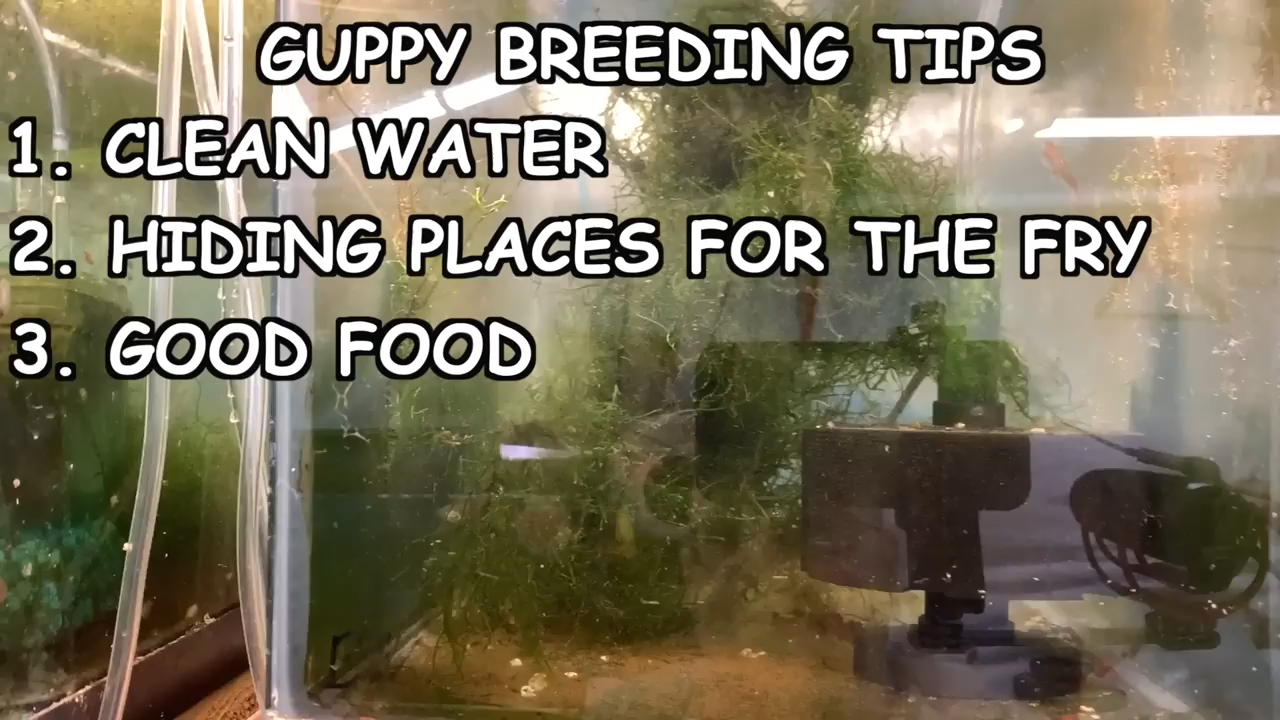 GUPPY BREEDING TIPS
1. CLEAN WATER
2. HIDING PLACES FOR THE FRY
3. GOOD FOOD